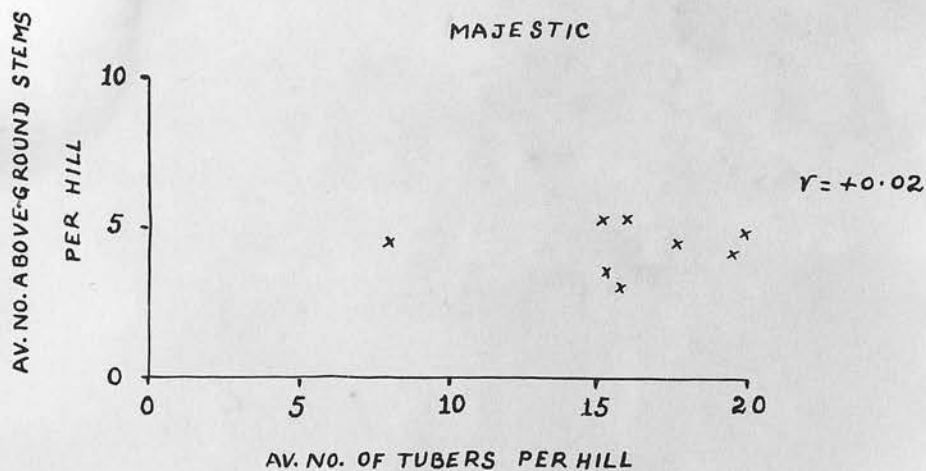 MAJESTIC
AV. NO. ABOVE-GROUND STEMS
PER HILL
10
5
0
r = +0.02
0 5 10 15 20
AV. NO. OF TUBERS PER HILL